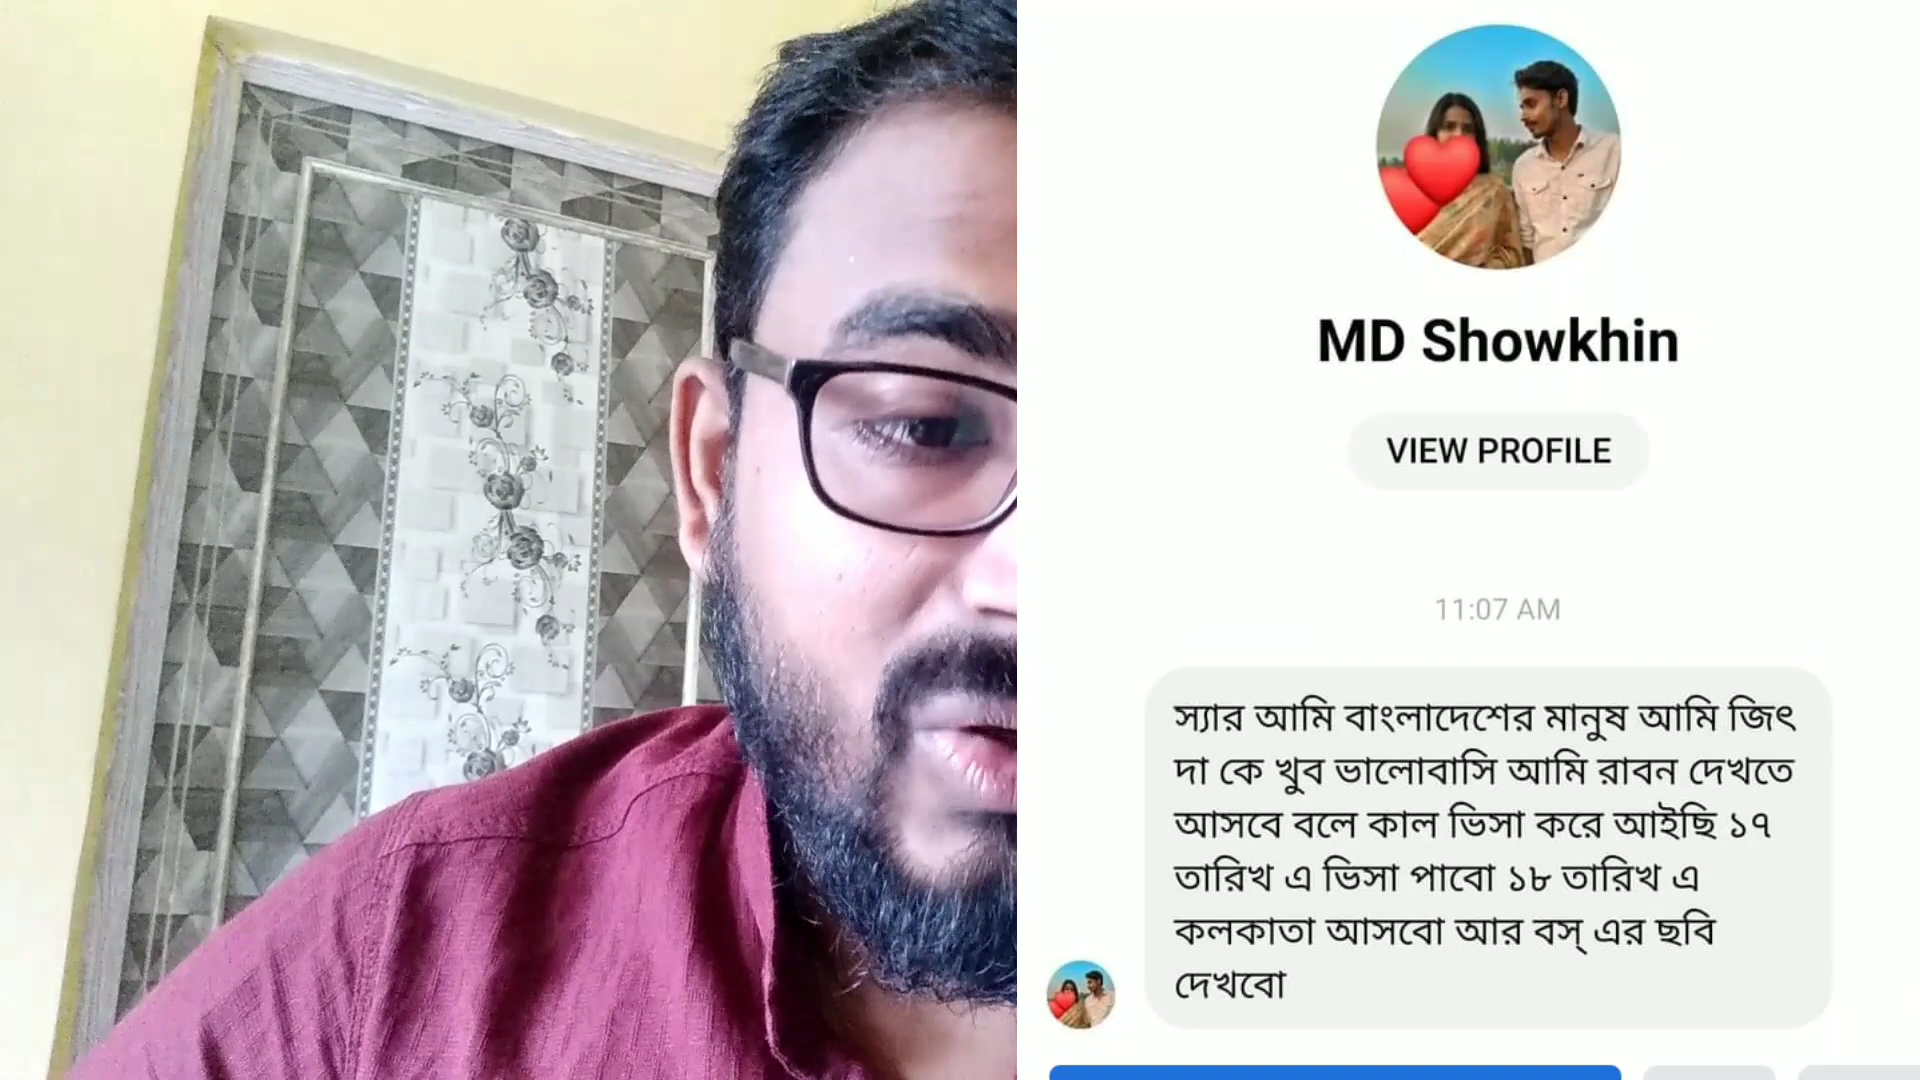 MD Showkhin
VIEW PROFILE
11:07 AM
স্যার আমি বাংলাদেশের মানুষ আমি জিৎ
দা কে খুব ভালোবাসি আমি রাবন দেখতে
আসবে বলে কাল ভিসা করে আইছি ১৭
তারিখ এ ভিসা পাবো ১৮ তারিখ এ
কলকাতা আসবো আর বস্ এর ছবি
দেখবো